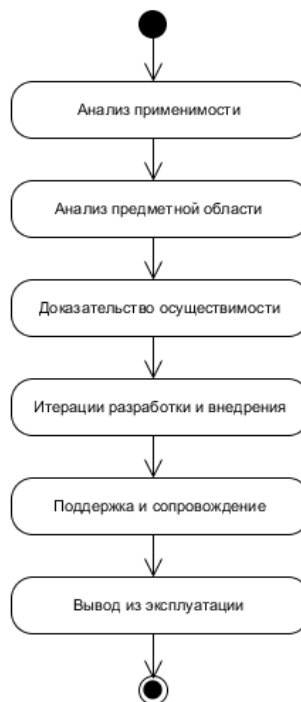 Анализ применимости
Анализ предметной области
Доказательство осуществимости
Итерации разработки и внедрения
Поддержка и сопровождение
Вывод из эксплуатации